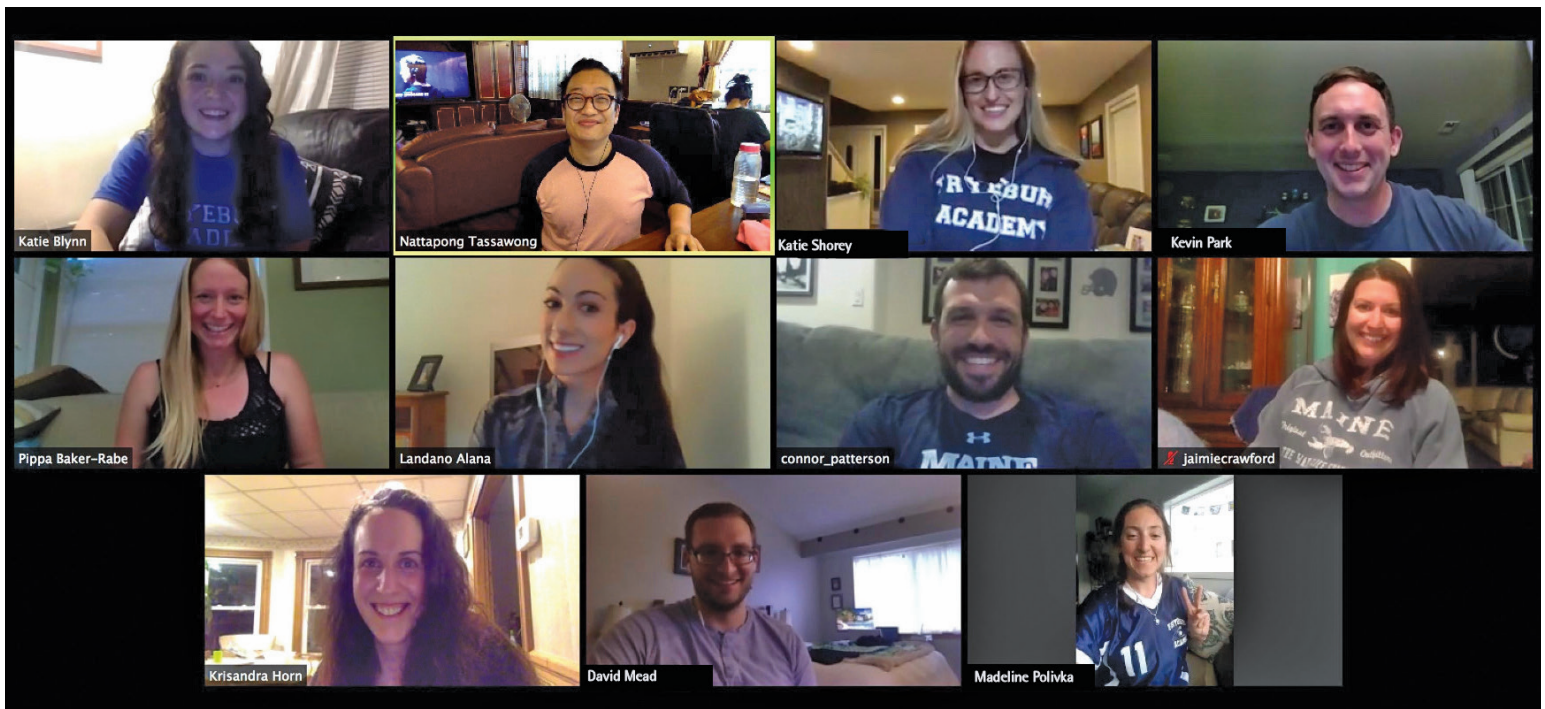 Katie Blynn
Nattapong Tassawong
RYEBUR
ACADEMY
Katie Shorey
Kevin Park
Pippa Baker-Rabe
Landano Alana
MAINE
connor_patterson
MAINE
jaimiecrawford
Krisandra Horn
David Mead
11
Madeline Polivka